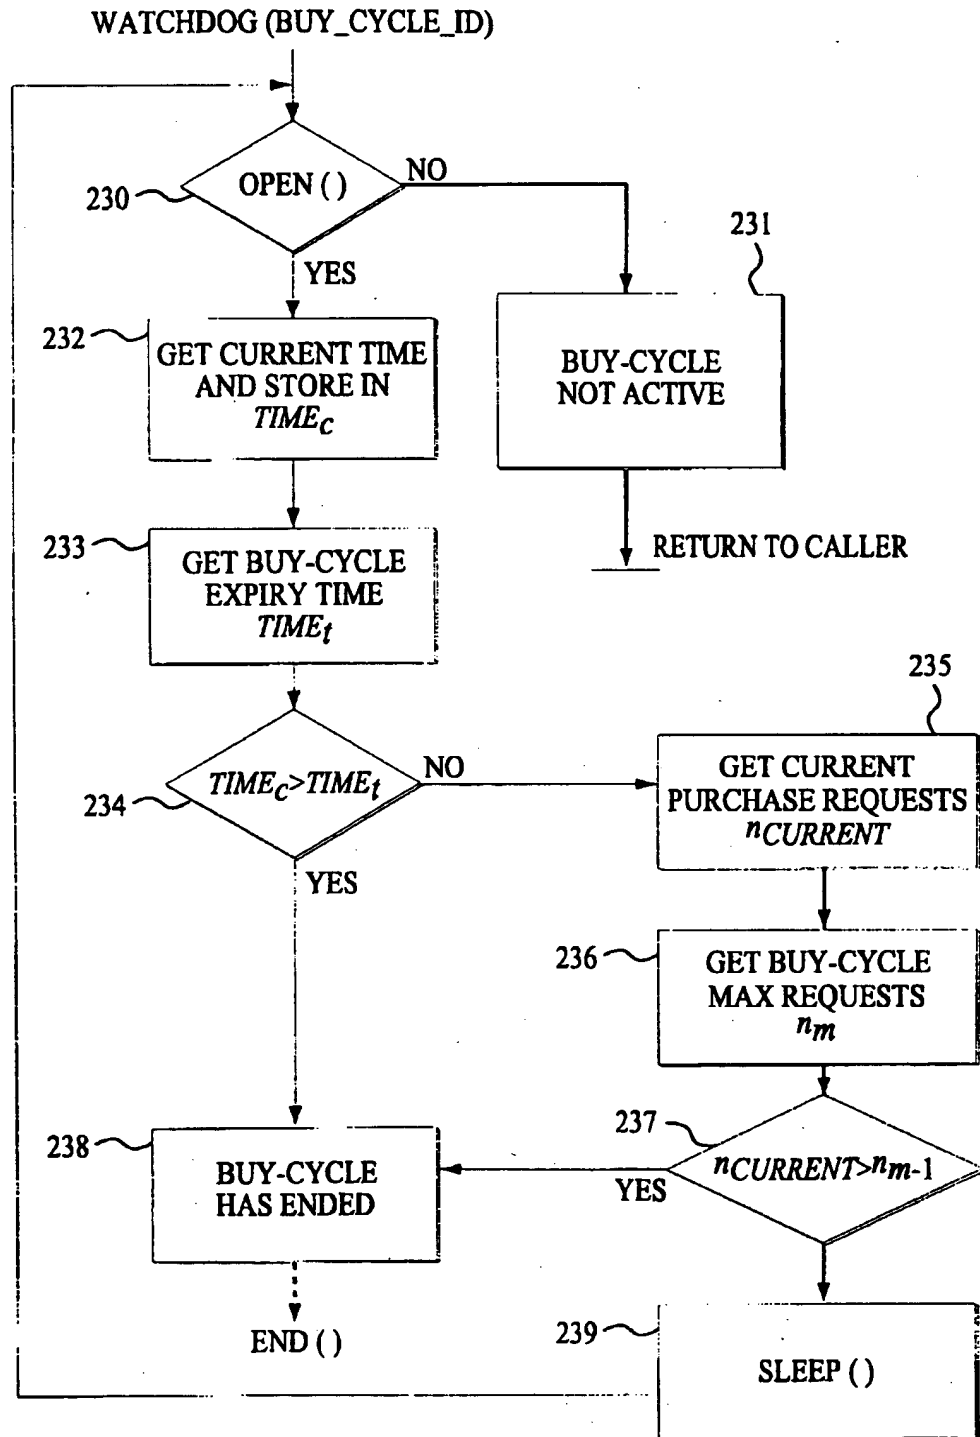 WATCHDOG (BUY_CYCLE_ID)
OPEN ( )
NO
230
YES
231
232
GET CURRENT TIME
AND STORE IN
TIMEc
BUY-CYCLE
NOT ACTIVE
233
GET BUY-CYCLE
EXPIRY TIME
TIMEt
RETURN TO CALLER
235
234
TIMEc>TIMEt
NO
GET CURRENT
PURCHASE REQUESTS
nCURRENT
YES
236
GET BUY-CYCLE
MAX REQUESTS
nm
237
238
BUY-CYCLE
HAS ENDED
YES
nCURRENT>nm-1
END ( )
239
SLEEP ( )